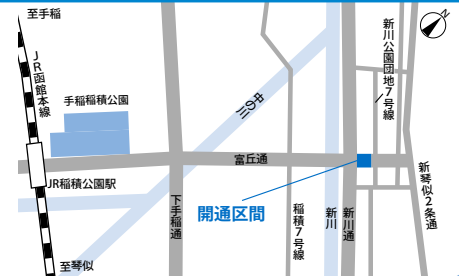 至手稲
JR函館本線
手稲稲積公園
JR稲積公園駅
至琴似
中の川
富丘通
下手稲通
開通区間
稲積7号線
新川
新川通
新川公園団地7号線
新琴似2条通